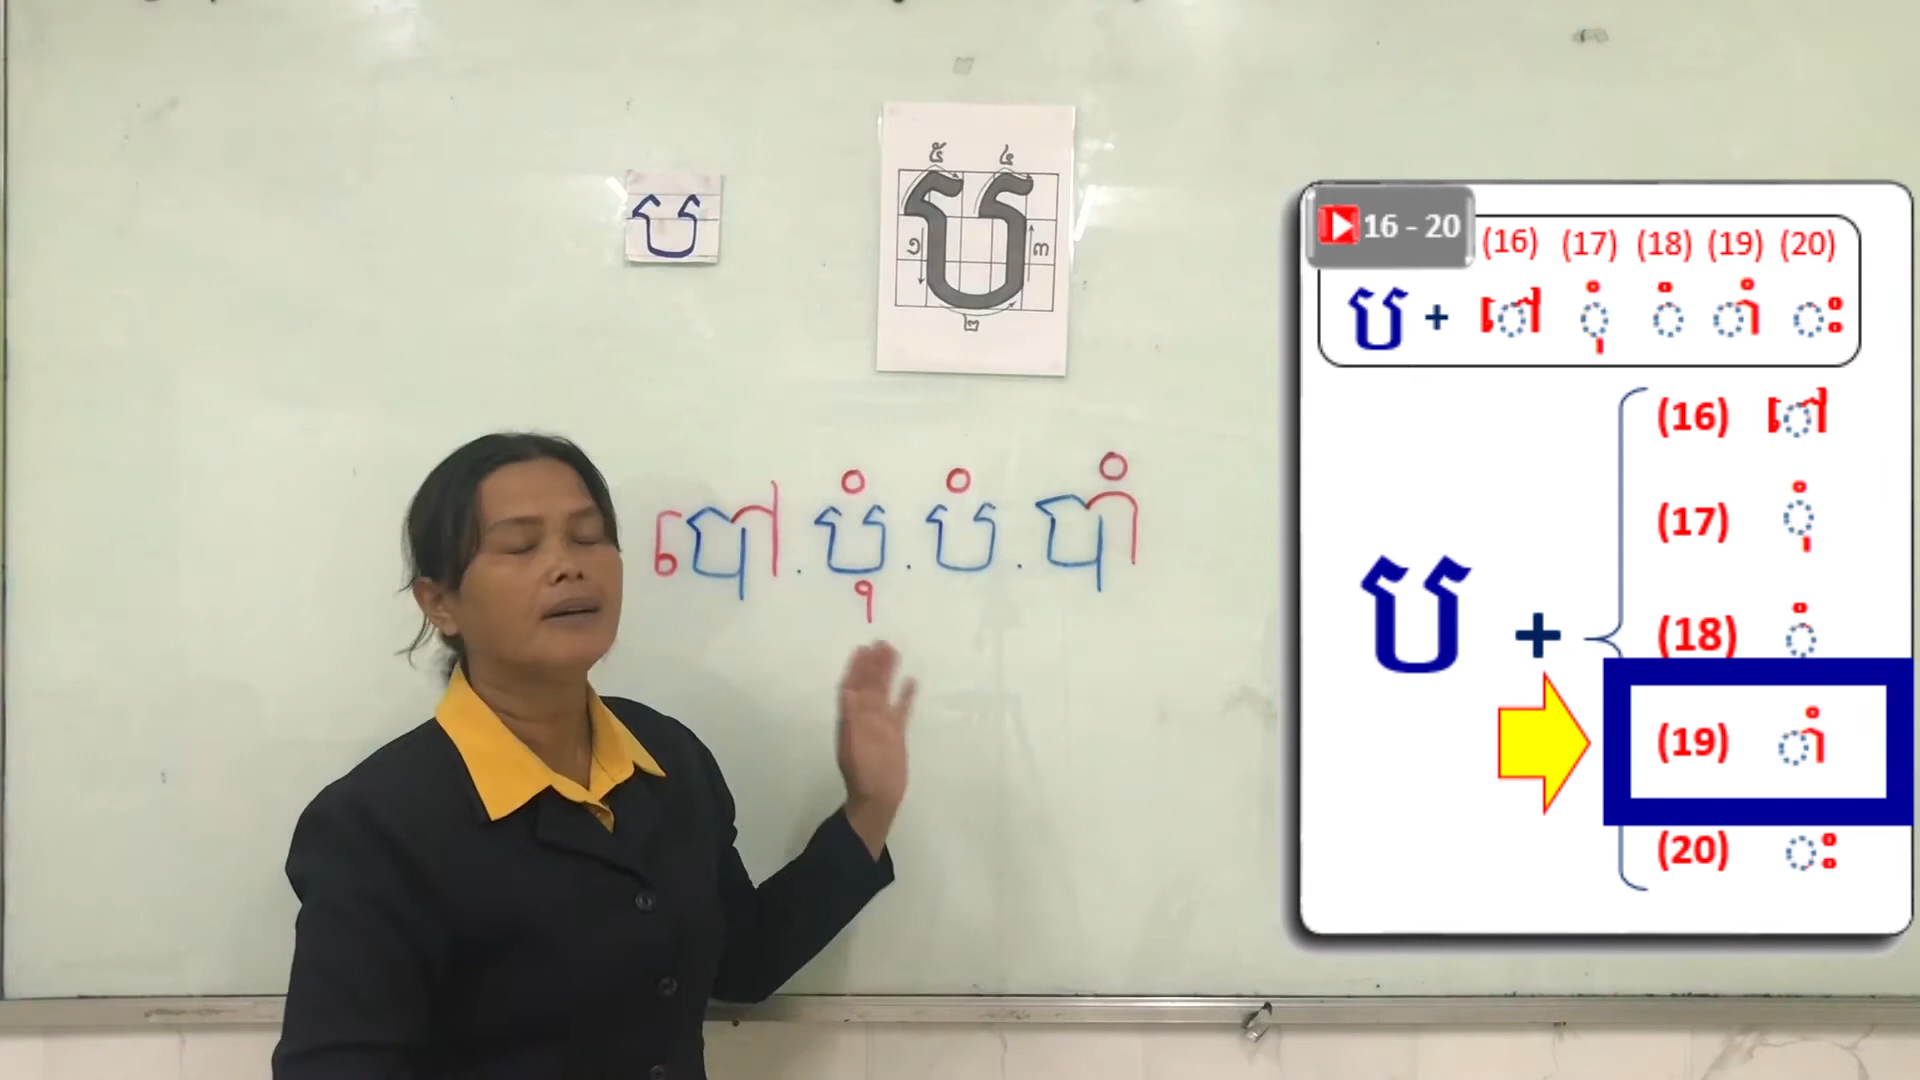 ប
៥ ៤
១ ៣
២
បៅ . បុំ . បំ . បាំ
16 - 20 (16) (17) (18) (19) (20)
ប + ៅ ុំ ំ ាំ ះ
(16) ៅ
(17) ុំ
ប + (18) ំ
(19) ាំ
(20) ះ